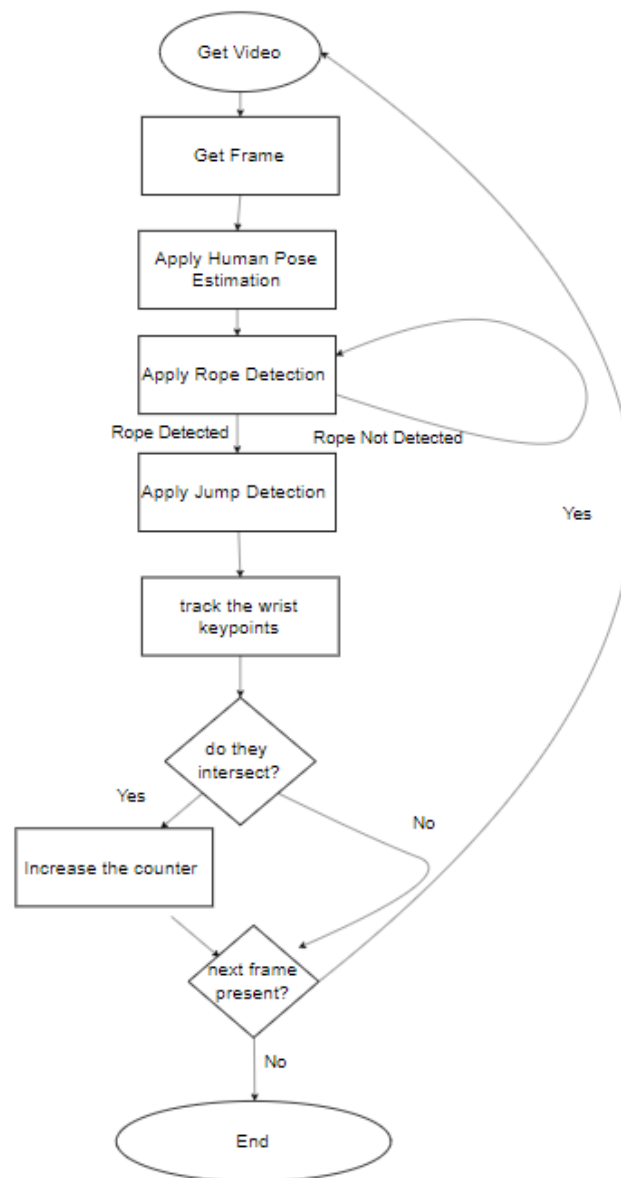 Get Video
Get Frame
Apply Human Pose
Estimation
Apply Rope Detection
Rope Detected
Rope Not Detected
Apply Jump Detection
Yes
track the wrist
keypoints
do they
intersect?
Yes
No
Increase the counter
next frame
present?
No
End